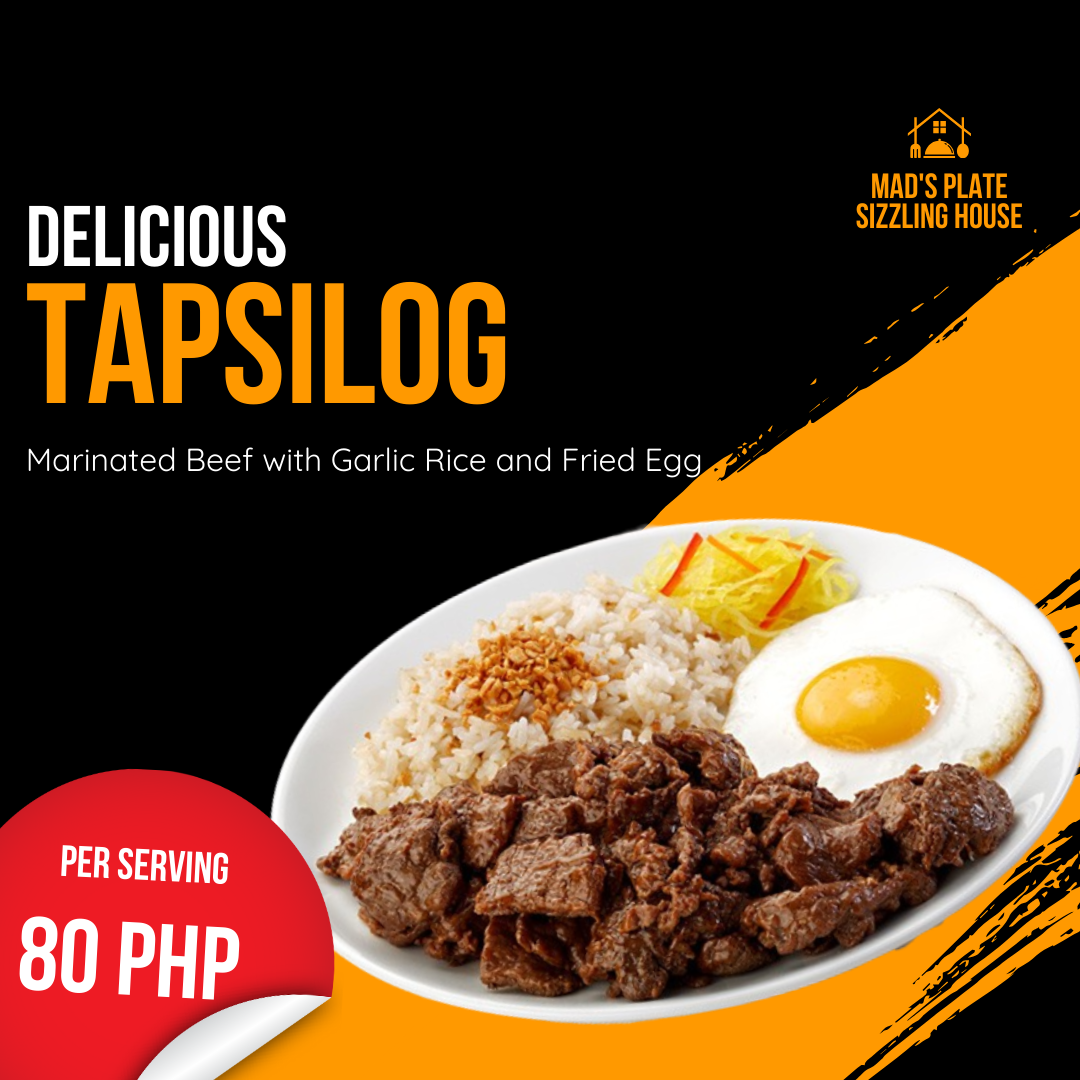 MAD'S PLATE
SIZZLING HOUSE
DELICIOUS
TAPSILOG
Marinated Beef with Garlic Rice and Fried Egg
PER SERVING
80 PHP